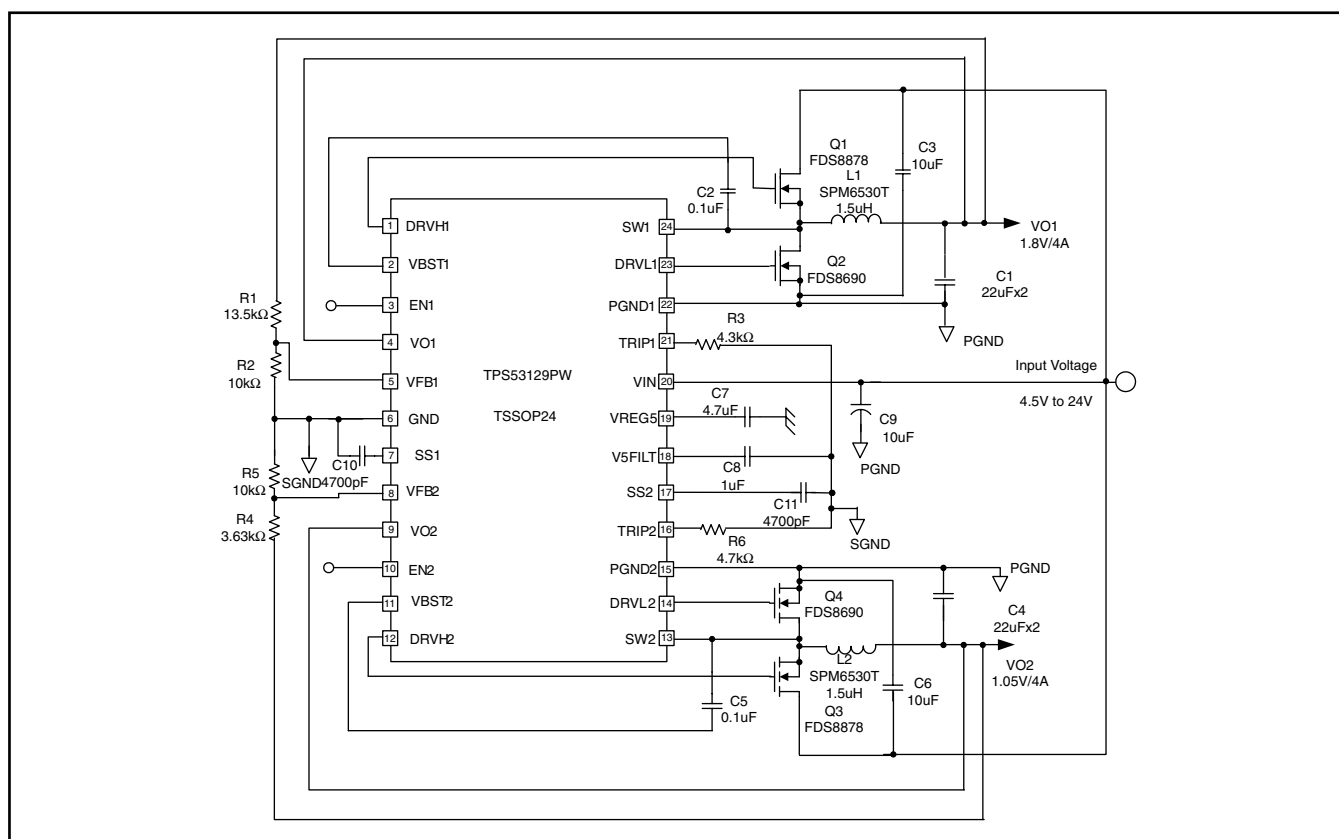 Q1
FDS8878
L1
SPM6530T
1.5uH
C3
10uF
C2
0.1uF
1 DRVH1
SW1 24
VO1
1.8V/4A
2 VBST1
DRVL1 23
Q2
FDS8690
C1
22uFx2
R1
13.5kΩ
3 EN1
PGND1 22
PGND
R3
4.3kΩ
4 VO1
TRIP1 21
R2
10kΩ
5 VFB1
TPS53129PW
VIN 20
Input Voltage
4.5V to 24V
C7
4.7uF
6 GND
TSSOP24
VREG5 19
C9
10uF
PGND
7 SS1
V5FILT 18
C8
1uF
C10
4700pF
SGND
R5
10kΩ
8 VFB2
SS2 17
C11
4700pF
R4
3.63kΩ
9 VO2
TRIP2 16
SGND
R6
4.7kΩ
10 EN2
PGND2 15
PGND
11 VBST2
DRVL2 14
Q4
FDS8690
C4
22uFx2
12 DRVH2
SW2 13
L2
SPM6530T
1.5uH
VO2
1.05V/4A
C6
10uF
C5
0.1uF
Q3
FDS8878